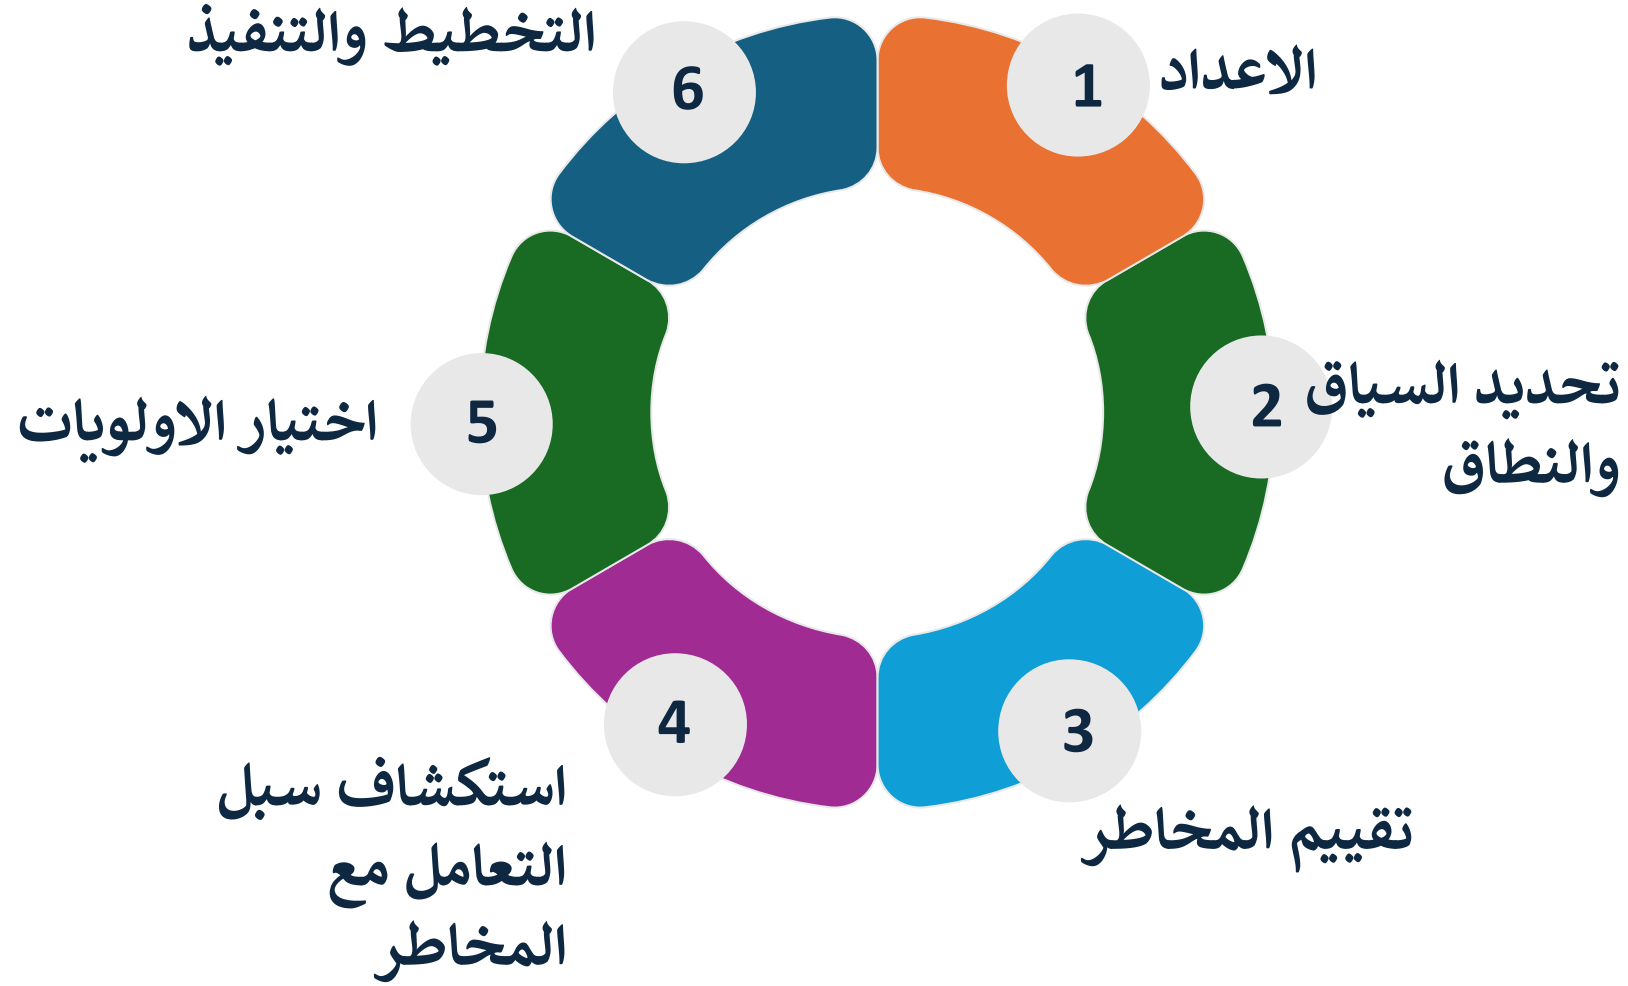 1
الاعداد
2
تحديد السياق
والنطاق
3
تقييم المخاطر
4
استكشاف سبل
التعامل مع
المخاطر
5
اختيار الاولويات
6
التخطيط والتنفيذ